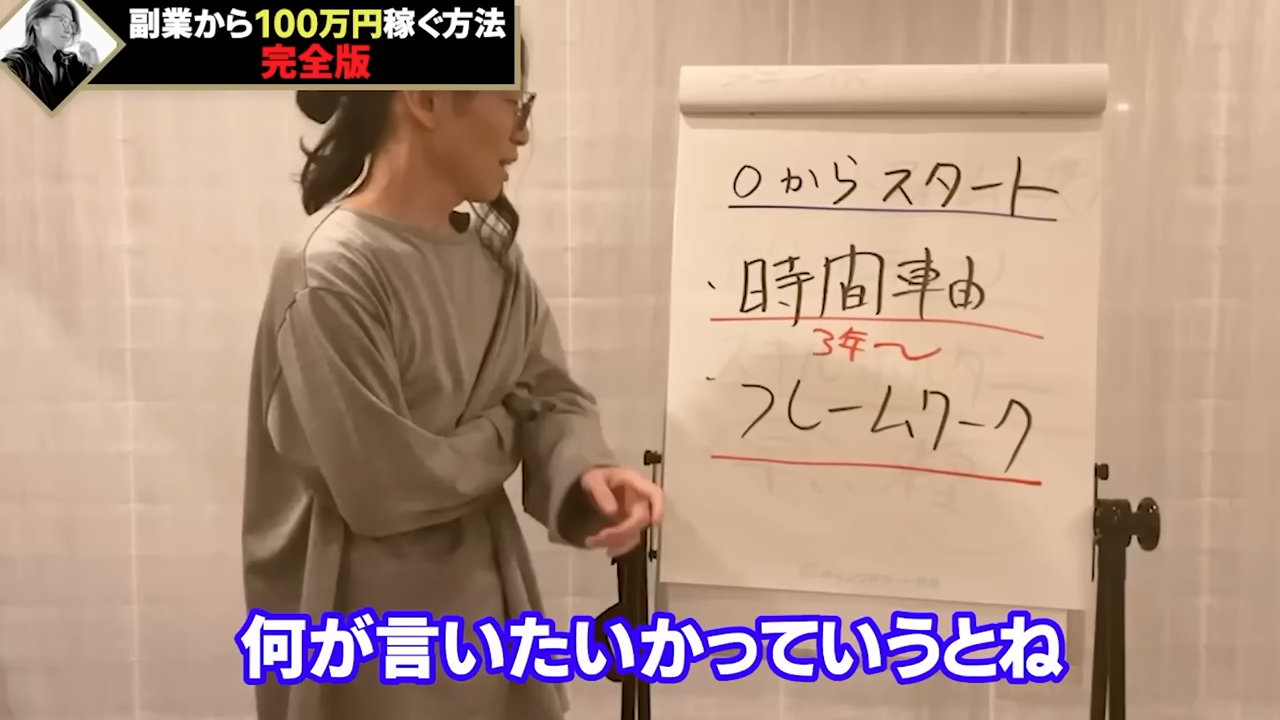 副業から100万円稼ぐ方法
完全版
0からスタート
・時間軸
3年〜
・フレームワーク
何が言いたいかっていうとね